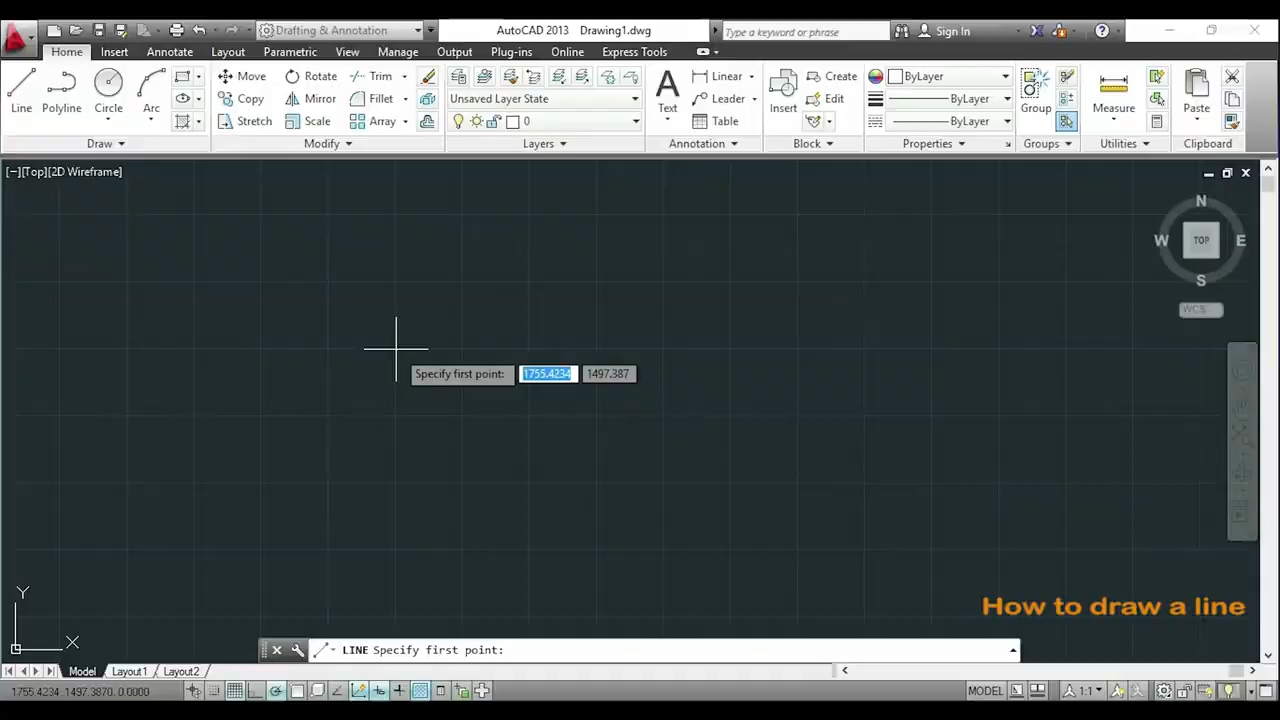 Drafting & Annotation
AutoCAD 2013 Drawing1.dwg
Type a keyword or phrase
Sign In
Home Insert Annotate Layout Parametric View Manage Output Plug-ins Online Express Tools
Line Polyline Circle Arc
Move Rotate Trim
Copy Mirror Fillet
Stretch Scale Array
Unsaved Layer State
0
Text
Linear
Leader
Table
Insert
Create
Edit
ByLayer
ByLayer
ByLayer
Group
Measure
Paste
Draw Modify Layers Annotation Block Properties Groups Utilities Clipboard
[−][Top][2D Wireframe]
N
W TOP E
S
WCS
Specify first point: 1755.4234 1497.387
Y
X
How to draw a line
LINE Specify first point:
Model Layout1 Layout2
1755.4234 1497.3870, 0.0000
MODEL
1:1